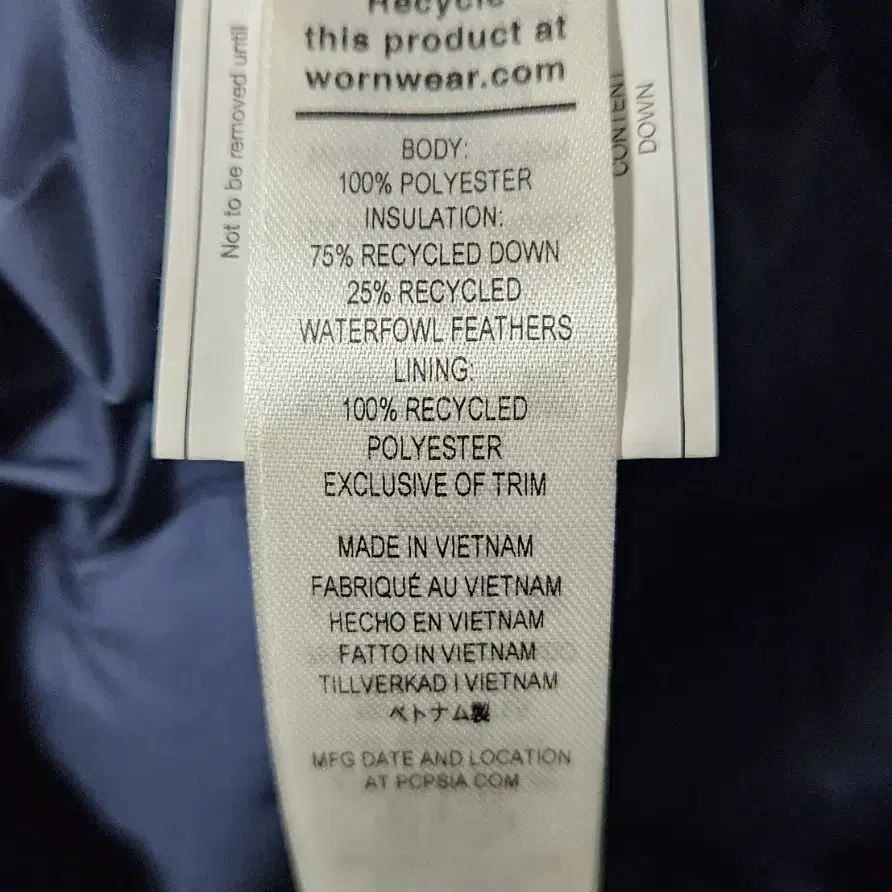 Recycle
this product at
wornwear.com
BODY:
100% POLYESTER
INSULATION:
75% RECYCLED DOWN
25% RECYCLED
WATERFOWL FEATHERS
LINING:
100% RECYCLED
POLYESTER
EXCLUSIVE OF TRIM
MADE IN VIETNAM
FABRIQUÉ AU VIETNAM
HECHO EN VIETNAM
FATTO IN VIETNAM
TILLVERKAD I VIETNAM
ベトナム製
MFG DATE AND LOCATION
AT PCPSIA.COM
Not to be removed until
CONTENT
DOWN